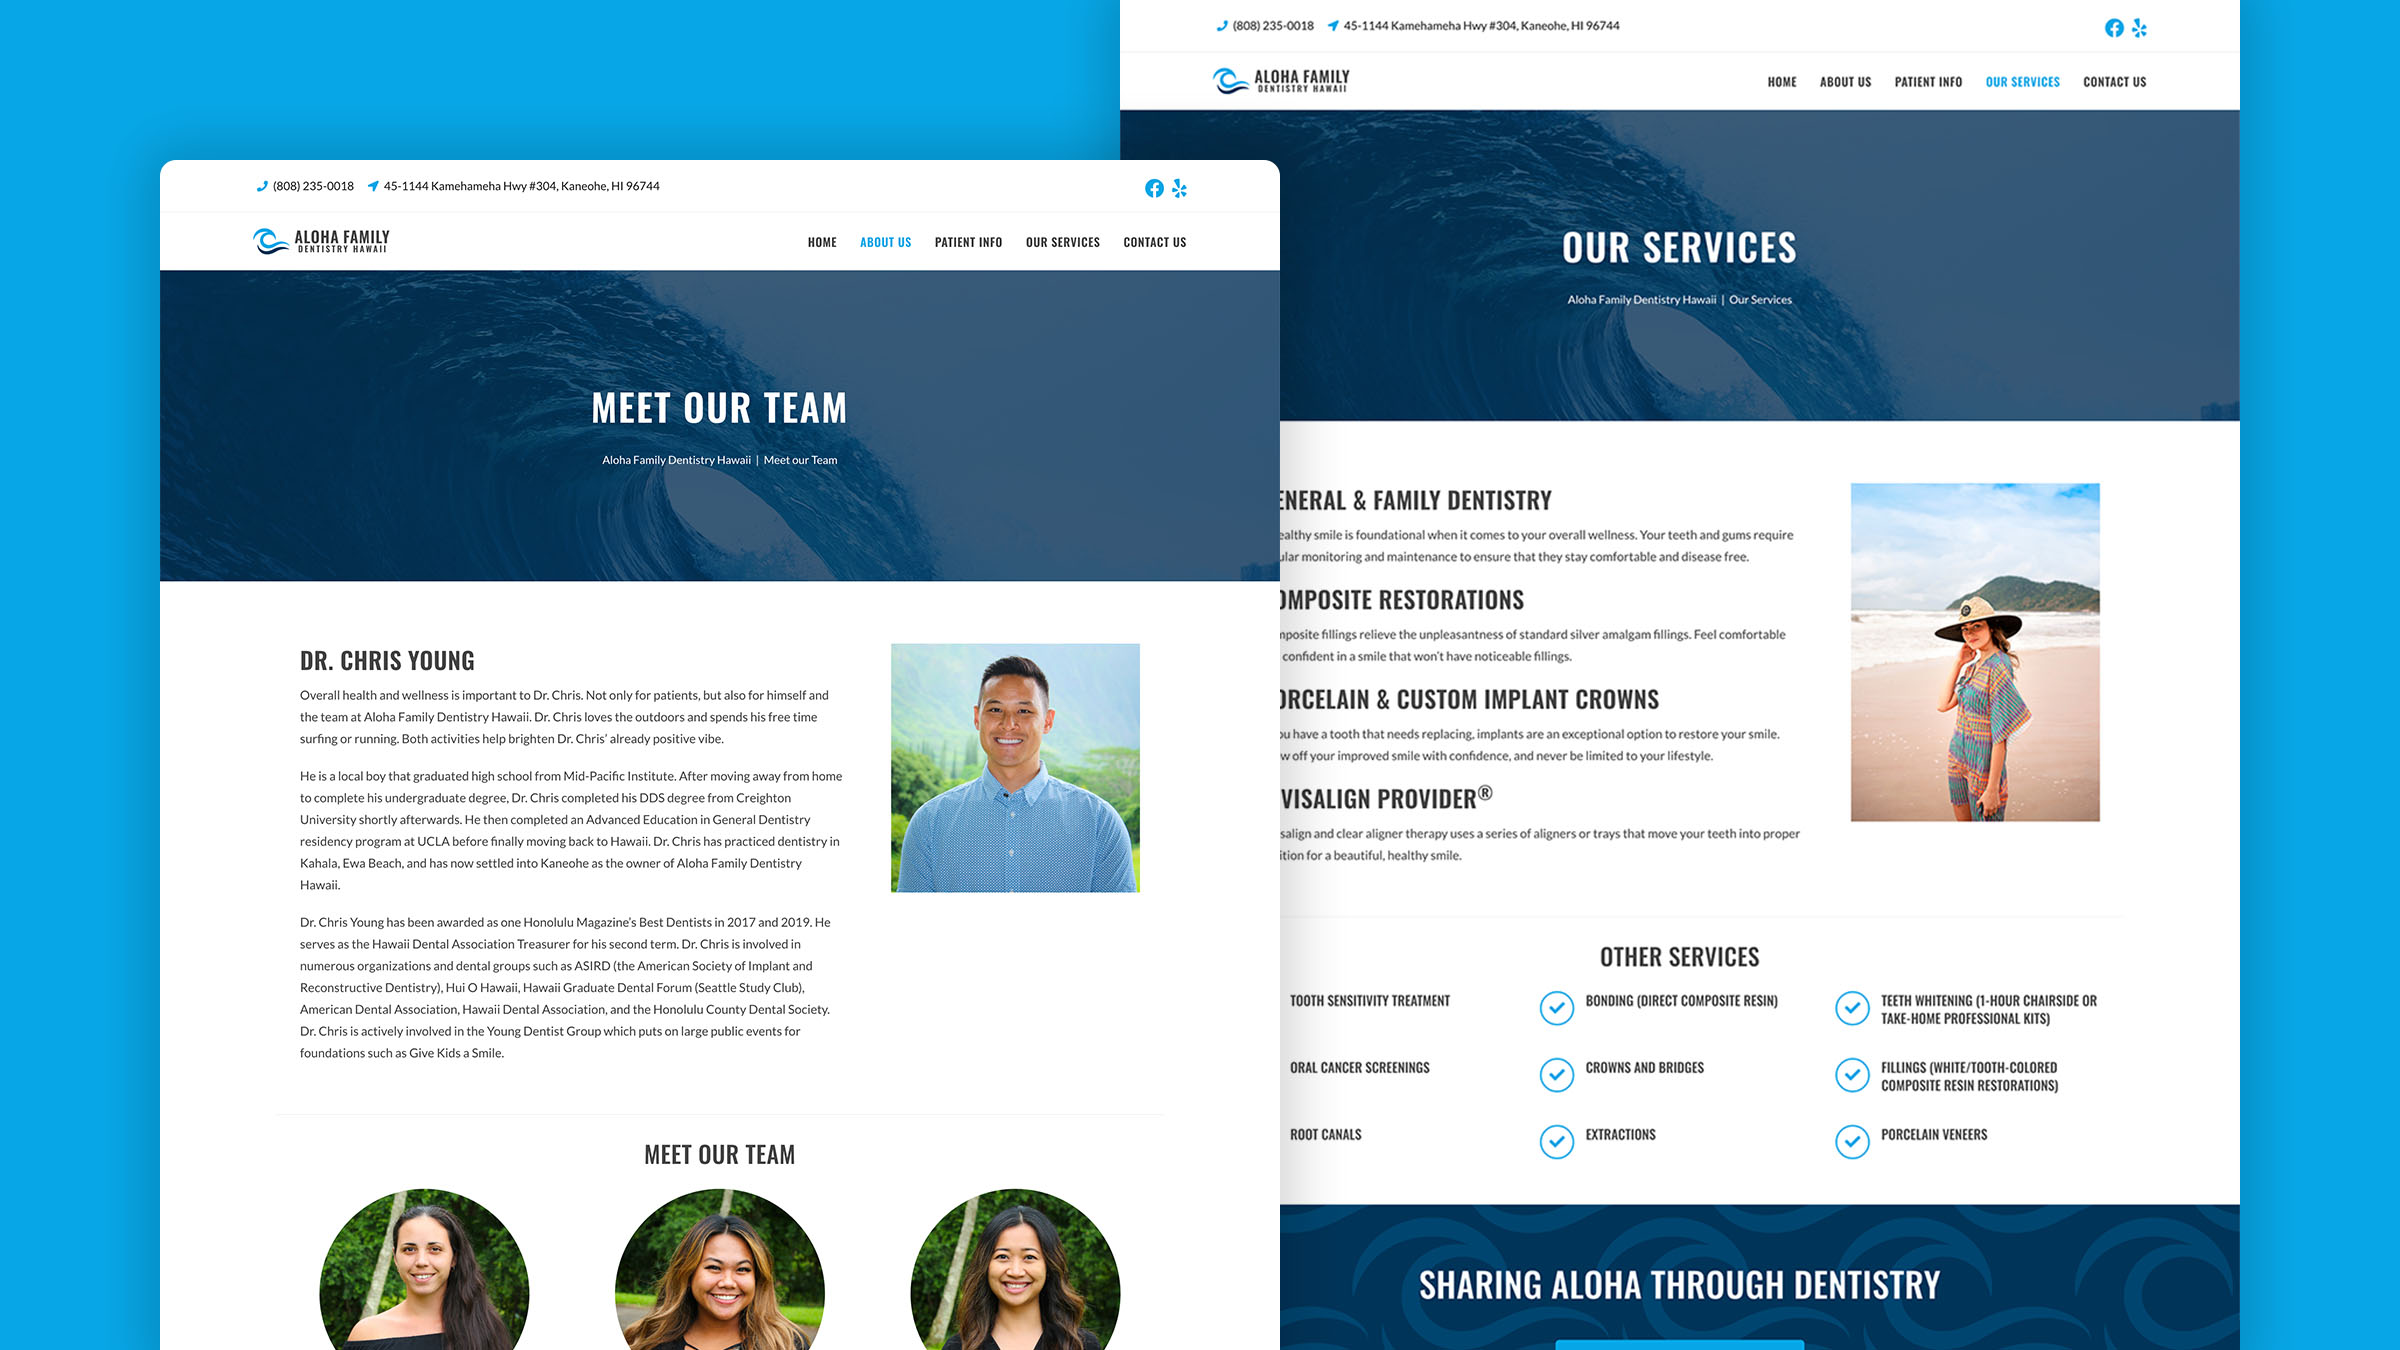 (808) 235-0018 45-1144 Kamehameha Hwy #304, Kaneohe, HI 96744
ALOHA FAMILY
DENTISTRY HAWAII
HOME ABOUT US PATIENT INFO OUR SERVICES CONTACT US
MEET OUR TEAM
Aloha Family Dentistry Hawaii | Meet our Team
DR. CHRIS YOUNG
Overall health and wellness is important to Dr. Chris. Not only for patients, but also for himself and
the team at Aloha Family Dentistry Hawaii. Dr. Chris loves the outdoors and spends his free time
surfing or running. Both activities help brighten Dr. Chris’ already positive vibe.
He is a local boy that graduated high school from Mid-Pacific Institute. After moving away from home
to complete his undergraduate degree, Dr. Chris completed his DDS degree from Creighton
University shortly afterwards. He then completed an Advanced Education in General Dentistry
residency program at UCLA before finally moving back to Hawaii. Dr. Chris has practiced dentistry in
Kahala, Ewa Beach, and has now settled into Kaneohe as the owner of Aloha Family Dentistry
Hawaii.
Dr. Chris Young has been awarded as one Honolulu Magazine’s Best Dentists in 2017 and 2019. He
serves as the Hawaii Dental Association Treasurer for his second term. Dr. Chris is involved in
numerous organizations and dental groups such as ASIRD (the American Society of Implant and
Reconstructive Dentistry), Hui O Hawaii, Hawaii Graduate Dental Forum (Seattle Study Club),
American Dental Association, Hawaii Dental Association, and the Honolulu County Dental Society.
Dr. Chris is actively involved in the Young Dentist Group which puts on large public events for
foundations such as Give Kids a Smile.
MEET OUR TEAM
(808) 235-0018 45-1144 Kamehameha Hwy #304, Kaneohe, HI 96744
ALOHA FAMILY
DENTISTRY HAWAII
HOME ABOUT US PATIENT INFO OUR SERVICES CONTACT US
OUR SERVICES
Aloha Family Dentistry Hawaii | Our Services
ENERAL & FAMILY DENTISTRY
ealthy smile is foundational when it comes to your overall wellness. Your teeth and gums require
ular monitoring and maintenance to ensure that they stay comfortable and disease free.
OMPOSITE RESTORATIONS
mposite fillings relieve the unpleasantness of standard silver amalgam fillings. Feel comfortable
confident in a smile that won’t have noticeable fillings.
ORCELAIN & CUSTOM IMPLANT CROWNS
ou have a tooth that needs replacing, implants are an exceptional option to restore your smile.
w off your improved smile with confidence, and never be limited to your lifestyle.
VISALIGN PROVIDER®
salign and clear aligner therapy uses a series of aligners or trays that move your teeth into proper
ition for a beautiful, healthy smile.
OTHER SERVICES
TOOTH SENSITIVITY TREATMENT
BONDING (DIRECT COMPOSITE RESIN)
TEETH WHITENING (1-HOUR CHAIRSIDE OR
TAKE-HOME PROFESSIONAL KITS)
ORAL CANCER SCREENINGS
CROWNS AND BRIDGES
FILLINGS (WHITE/TOOTH-COLORED
COMPOSITE RESIN RESTORATIONS)
ROOT CANALS
EXTRACTIONS
PORCELAIN VENEERS
SHARING ALOHA THROUGH DENTISTRY